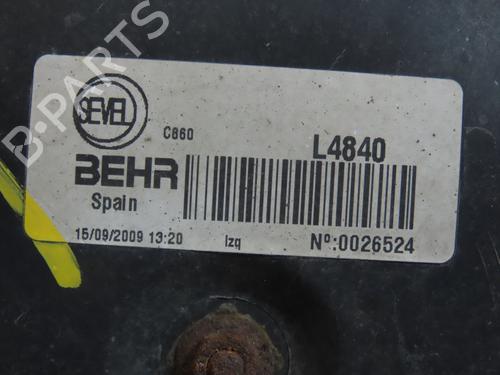 SEVEL
C860
L4840
BEHR
Spain
15/09/2009 13:20
Izq
Nº:0026524
B-PARTS